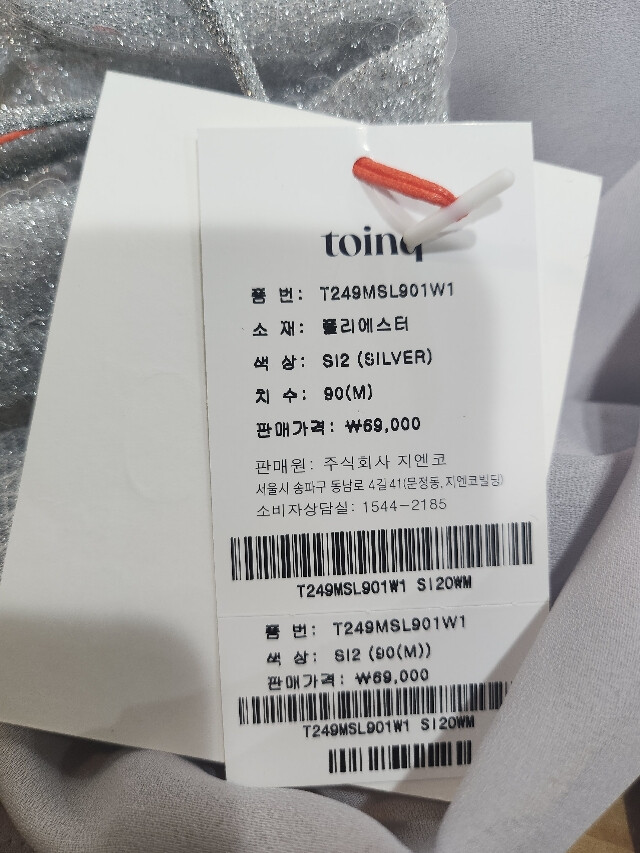 toinq
품 번: T249MSL901W1
소 재: 폴리에스터
색 상: SI2 (SILVER)
치 수: 90(M)
판매가격: ₩69,000
판매원: 주식회사 지엔코
서울시 송파구 동남로 4길 41(문정동, 지엔코빌딩)
소비자상담실: 1544-2185
T249MSL901W1 SI20WM
품 번: T249MSL901W1
색 상: SI2 (90(M))
판매가격: ₩69,000
T249MSL901W1 SI20WM